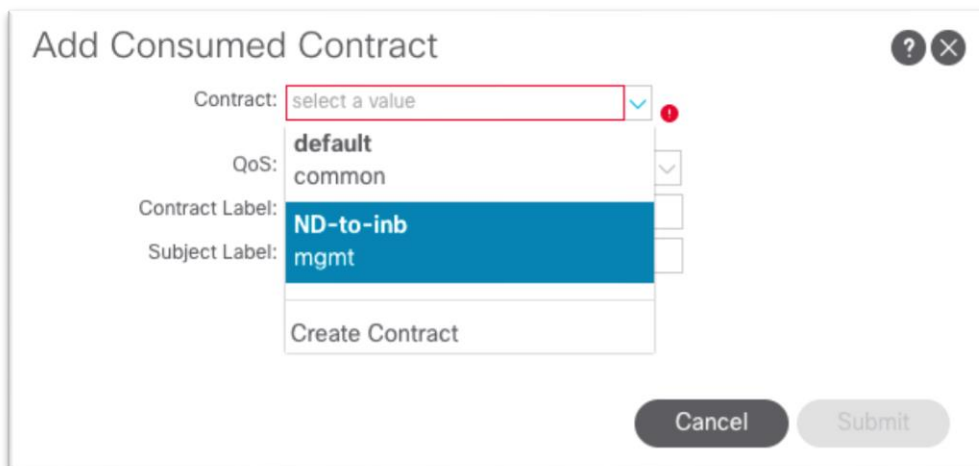 Add Consumed Contract
Contract: select a value
default
common
QoS:
Contract Label:
ND-to-inb
Subject Label: mgmt
Create Contract
Cancel Submit